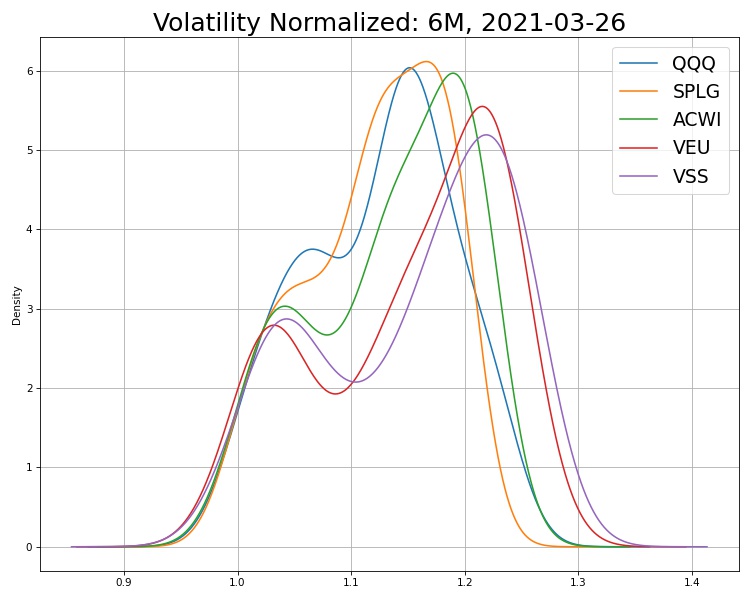 Volatility Normalized: 6M, 2021-03-26
QQQ
SPLG
ACWI
VEU
VSS
Density
6
5
4
3
2
1
0
0.9 1.0 1.1 1.2 1.3 1.4